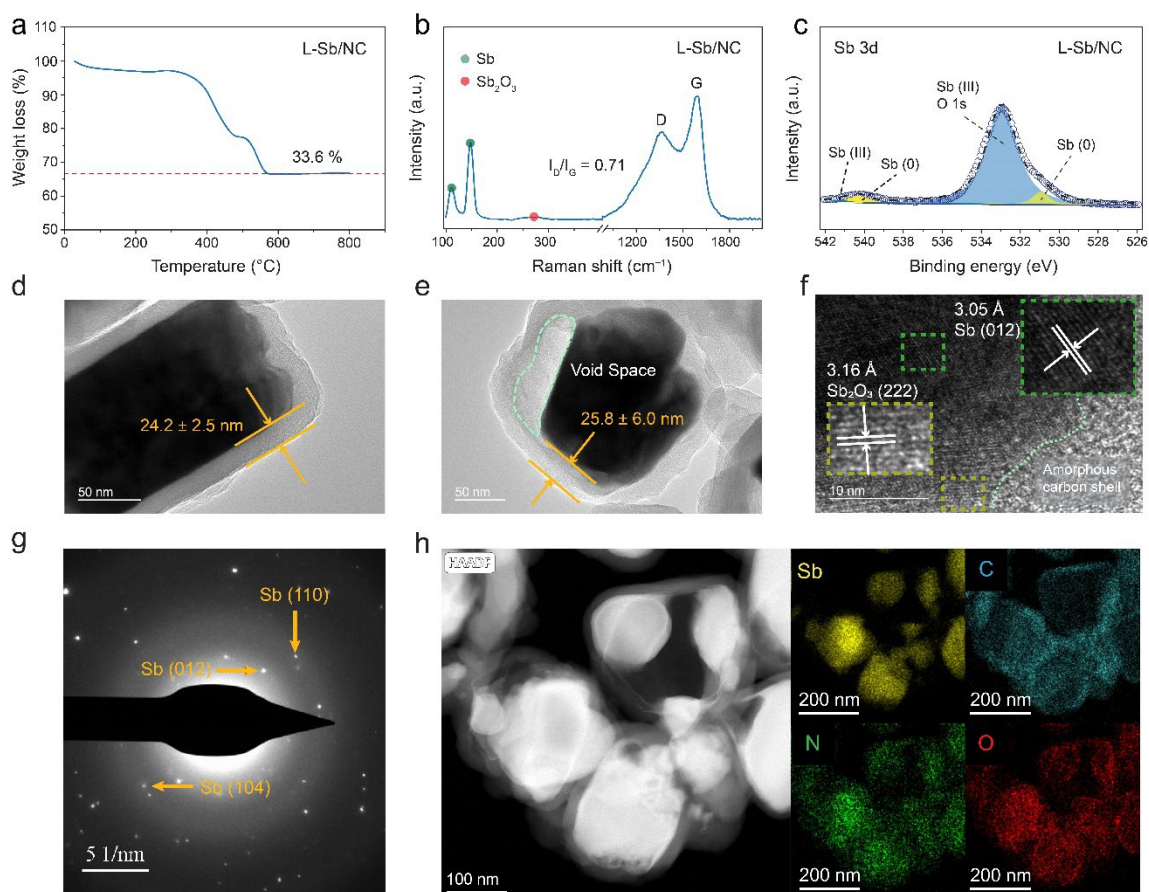 a
L-Sb/NC
33.6 %
Weight loss (%)
110
100
90
80
70
60
50
0
200
400
600
800
Temperature (°C)
b
Sb
Sb₂O₃
L-Sb/NC
D
G
I_D/I_G = 0.71
Intensity (a.u.)
100
200
300
1200
1500
1800
Raman shift (cm⁻¹)
c
Sb 3d
L-Sb/NC
Sb (III)
O 1s
Sb (0)
Sb (III)
Sb (0)
Intensity (a.u.)
542
540
538
536
534
532
530
528
526
Binding energy (eV)
d
24.2 ± 2.5 nm
50 nm
e
Void Space
25.8 ± 6.0 nm
50 nm
f
3.05 Å
Sb (012)
3.16 Å
Sb₂O₃ (222)
Amorphous
carbon shell
10 nm
g
Sb (110)
Sb (012)
Sb (104)
5 1/nm
h
HAADF
100 nm
Sb
200 nm
C
200 nm
N
200 nm
O
200 nm